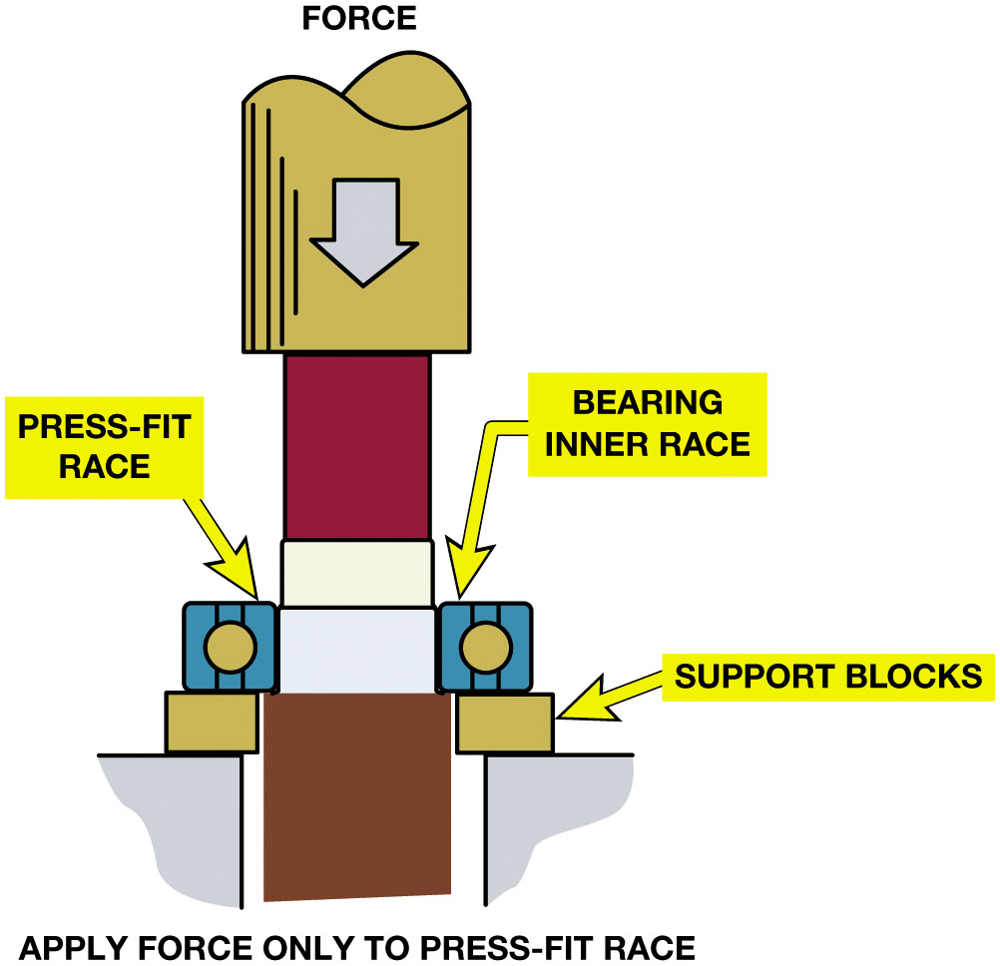 FORCE
PRESS-FIT
RACE
BEARING
INNER RACE
SUPPORT BLOCKS
APPLY FORCE ONLY TO PRESS-FIT RACE